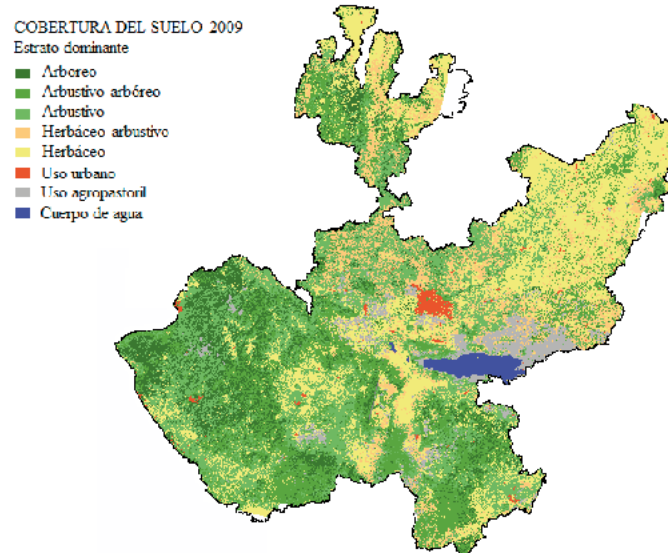 COBERTURA DEL SUELO 2009
Estrato dominante
Arboreo
Arbustivo arbóreo
Arbustivo
Herbáceo arbustivo
Herbáceo
Uso urbano
Uso agropastoril
Cuerpo de agua